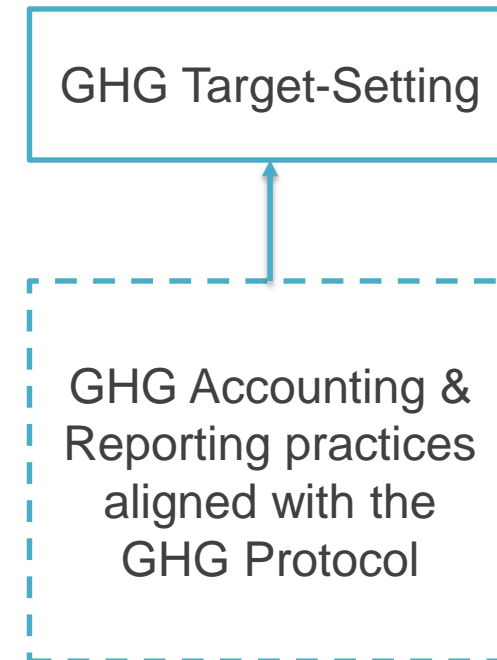 GHG Target-Setting
GHG Accounting &
Reporting practices
aligned with the
GHG Protocol